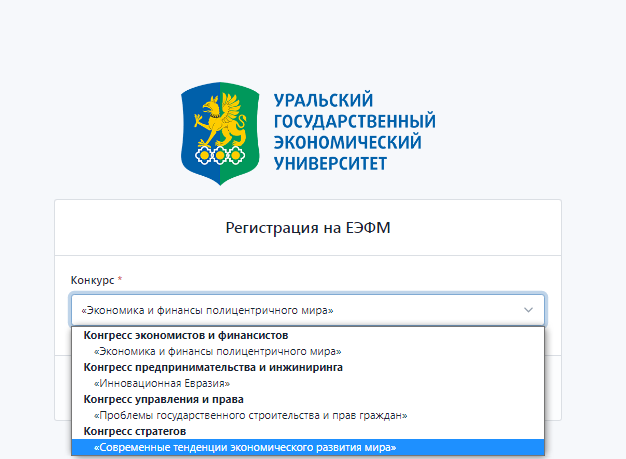 УРАЛЬСКИЙ
ГОСУДАРСТВЕННЫЙ
ЭКОНОМИЧЕСКИЙ
УНИВЕРСИТЕТ
Регистрация на ЕЭФМ
Конкурс *
«Экономика и финансы полицентричного мира»
Конгресс экономистов и финансистов
«Экономика и финансы полицентричного мира»
Конгресс предпринимательства и инжиниринга
«Инновационная Евразия»
Конгресс управления и права
«Проблемы государственного строительства и прав граждан»
Конгресс стратегов
«Современные тенденции экономического развития мира»